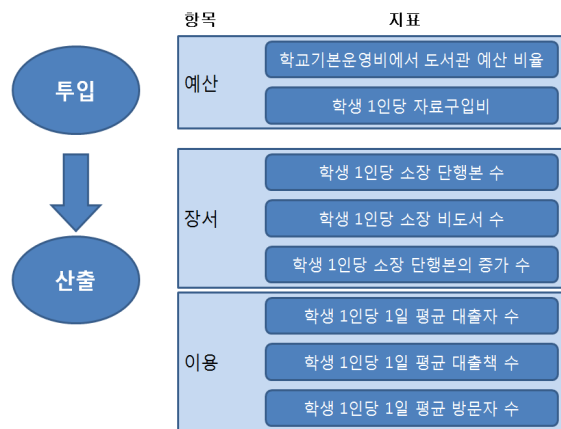 항목 지표
투입
예산
학교기본운영비에서 도서관 예산 비율
학생 1인당 자료구입비
산출
장서
학생 1인당 소장 단행본 수
학생 1인당 소장 비도서 수
학생 1인당 소장 단행본의 증가 수
이용
학생 1인당 1일 평균 대출자 수
학생 1인당 1일 평균 대출책 수
학생 1인당 1일 평균 방문자 수